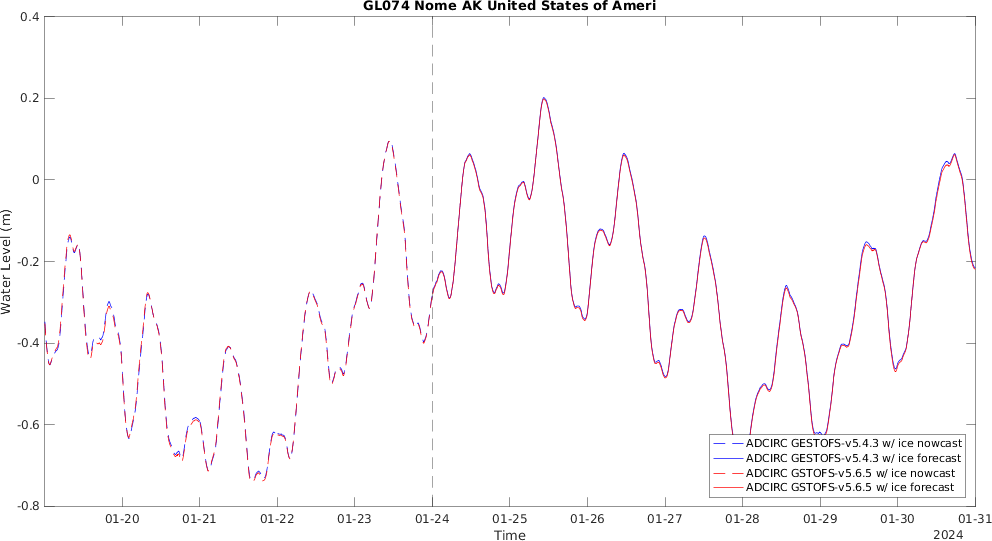 GL074 Nome AK United States of Ameri
0.4
0.2
0
-0.2
-0.4
-0.6
-0.8
Water Level (m)
ADCIRC GESTOFS-v5.4.3 w/ ice nowcast
ADCIRC GESTOFS-v5.4.3 w/ ice forecast
ADCIRC GSTOFS-v5.6.5 w/ ice nowcast
ADCIRC GSTOFS-v5.6.5 w/ ice forecast
01-20 01-21 01-22 01-23 01-24 01-25 01-26 01-27 01-28 01-29 01-30 01-31
Time
2024